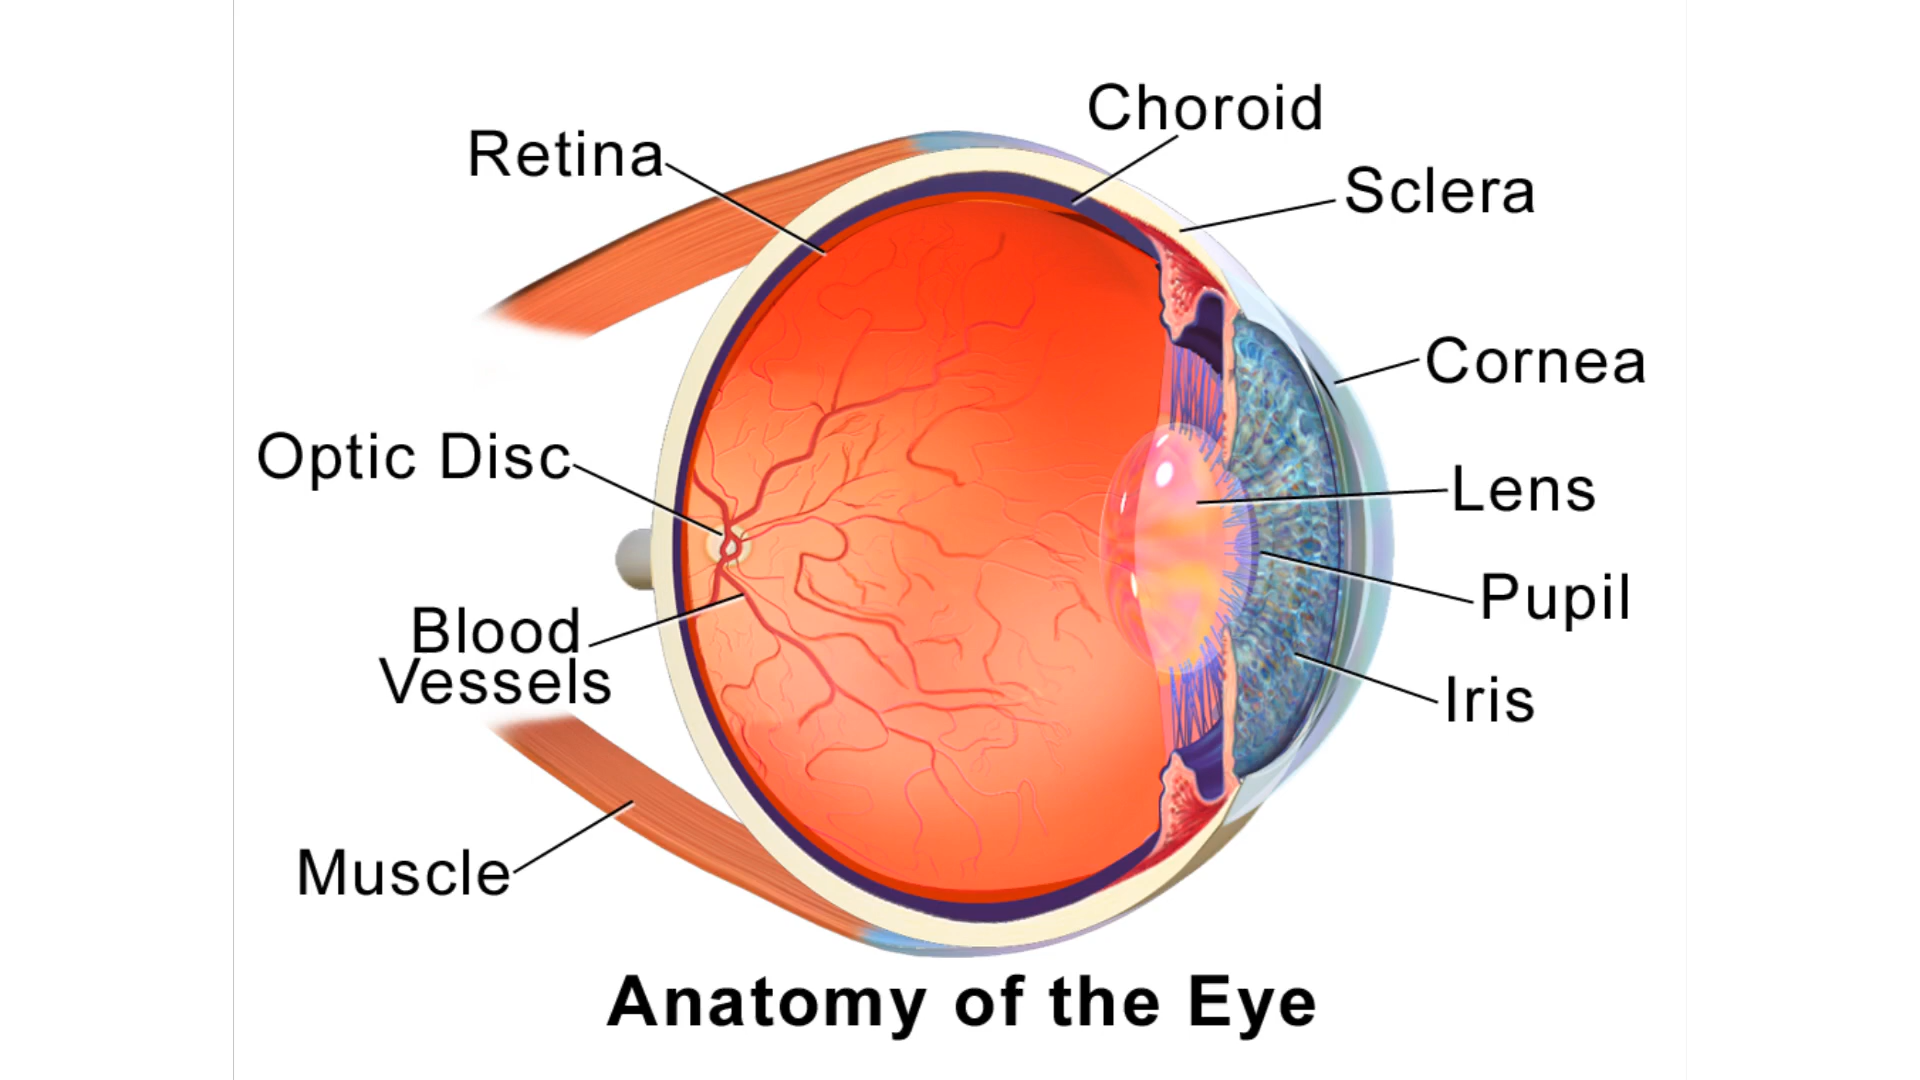 Choroid
Retina
Sclera
Cornea
Optic Disc
Lens
Pupil
Blood
Vessels
Iris
Muscle
Anatomy of the Eye